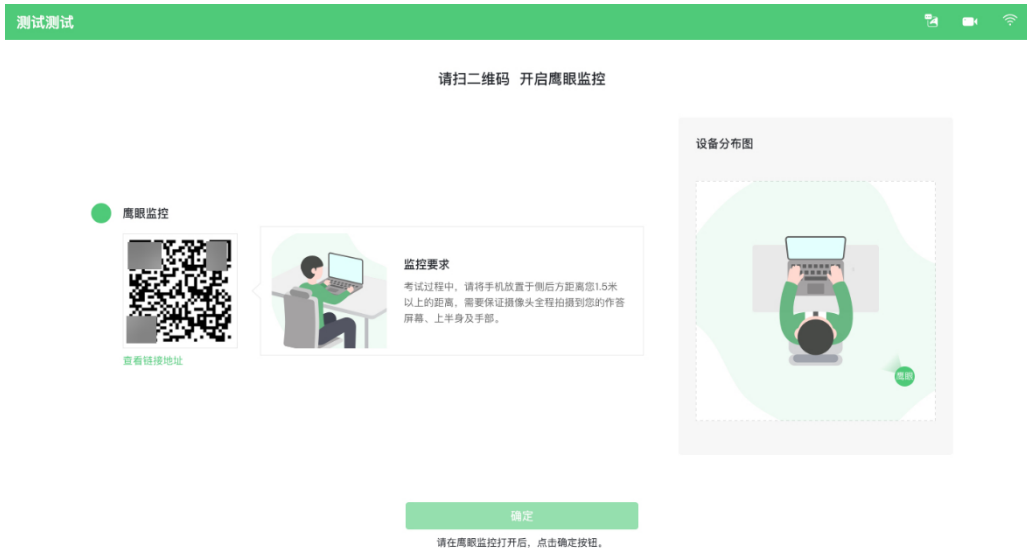 测试测试
请扫二维码 开启鹰眼监控
设备分布图
鹰眼监控
监控要求
考试过程中，请将手机放置于侧后方距离您1.5米
以上的距离，需要保证摄像头全程拍摄到您的作答
屏幕、上半身及手部。
查看链接地址
鹰眼
确定
请在鹰眼监控打开后，点击确定按钮。